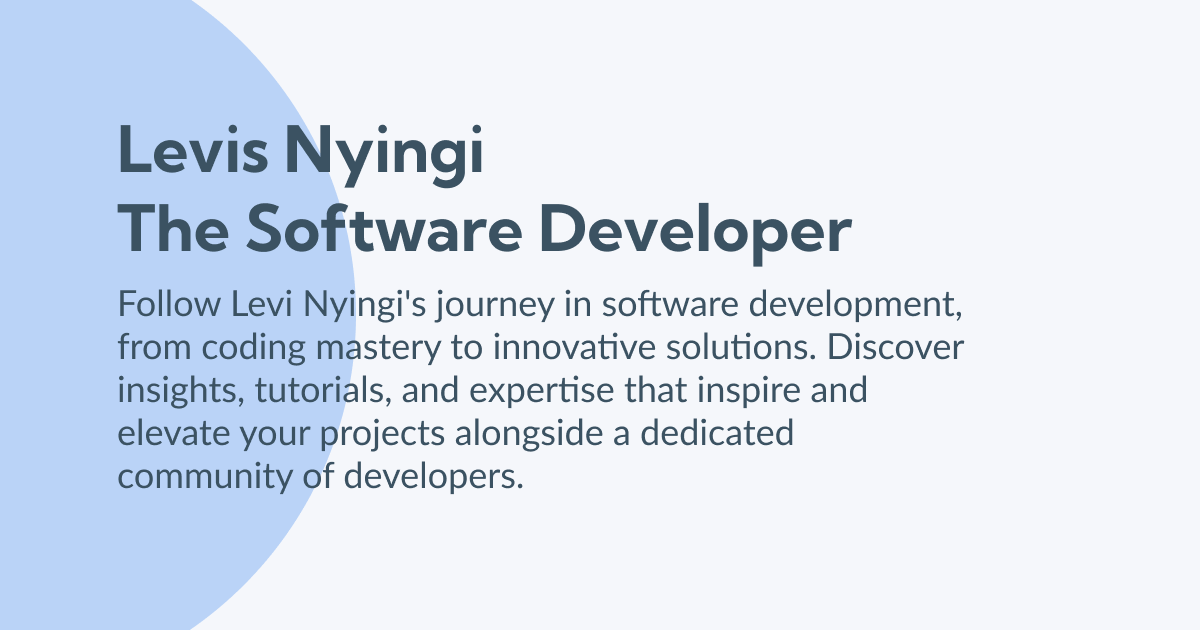 Levis Nyingi
The Software Developer
Follow Levi Nyingi's journey in software development,
from coding mastery to innovative solutions. Discover
insights, tutorials, and expertise that inspire and
elevate your projects alongside a dedicated
community of developers.